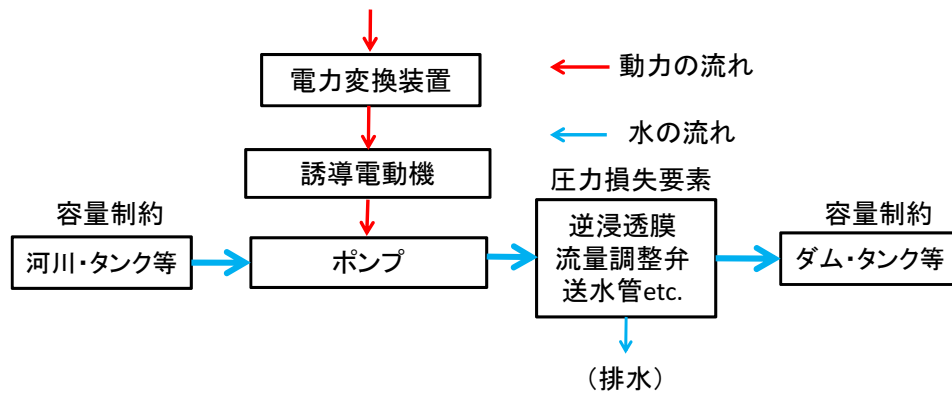 電力変換装置
動力の流れ
水の流れ
誘導電動機
圧力損失要素
容量制約
容量制約
河川・タンク等
ポンプ
逆浸透膜
流量調整弁
送水管etc.
ダム・タンク等
（排水）